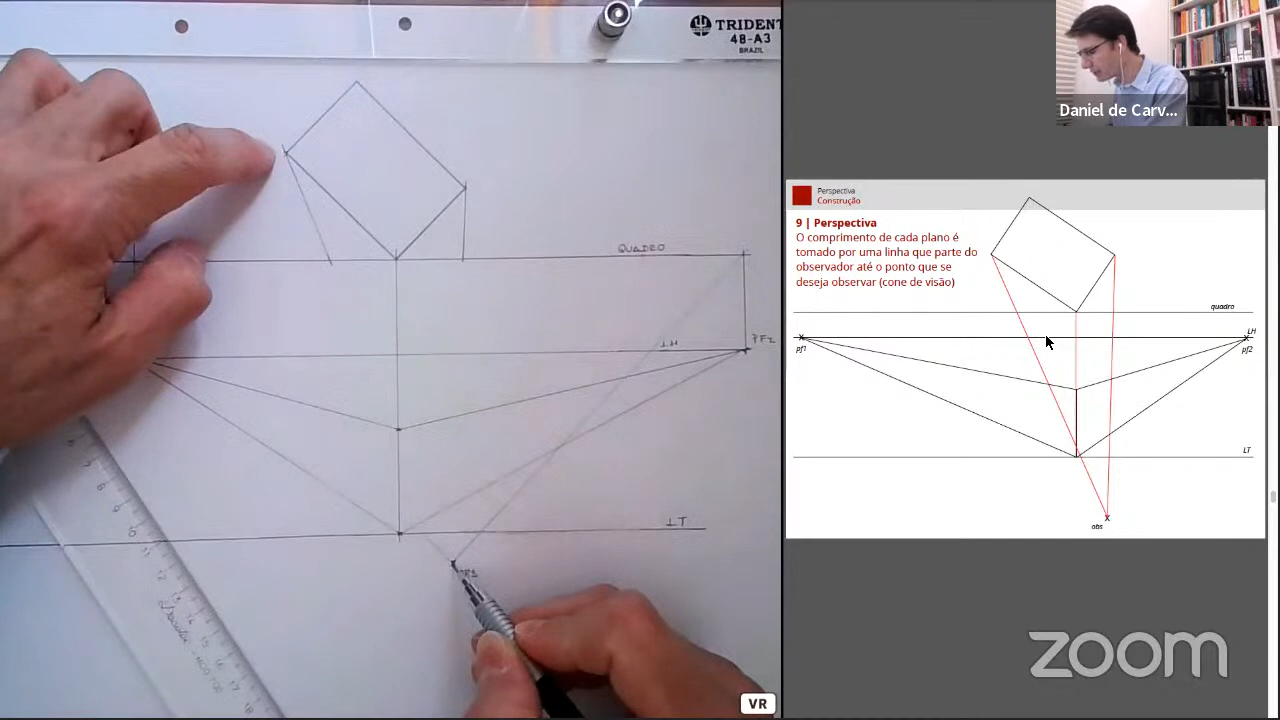 TRIDENT
48-A3
BRAZIL
QUADRO
LH
PF2
LT
VR
Daniel de Carv...
Perspectiva
Construção
9 | Perspectiva
O comprimento de cada plano é
tomado por uma linha que parte do
observador até o ponto que se
deseja observar (cone de visão)
quadro
LH
pf1
pf2
LT
obs
zoom